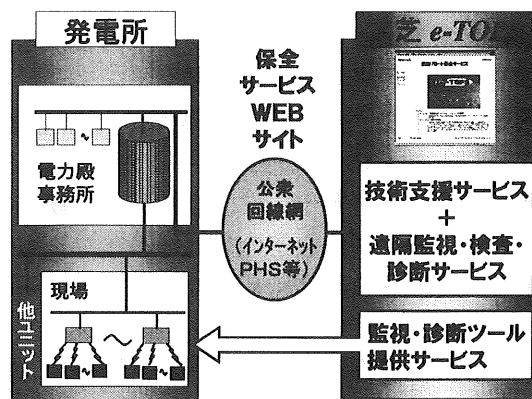 発電所
電力殿
事務所
現場
他ユニット
保全
サービス
WEB
サイト
公衆
回線網
(インターネット
PHS等)
芝 e-TO
技術支援サービス
+
遠隔監視・検査・
診断サービス
監視・診断ツール
提供サービス